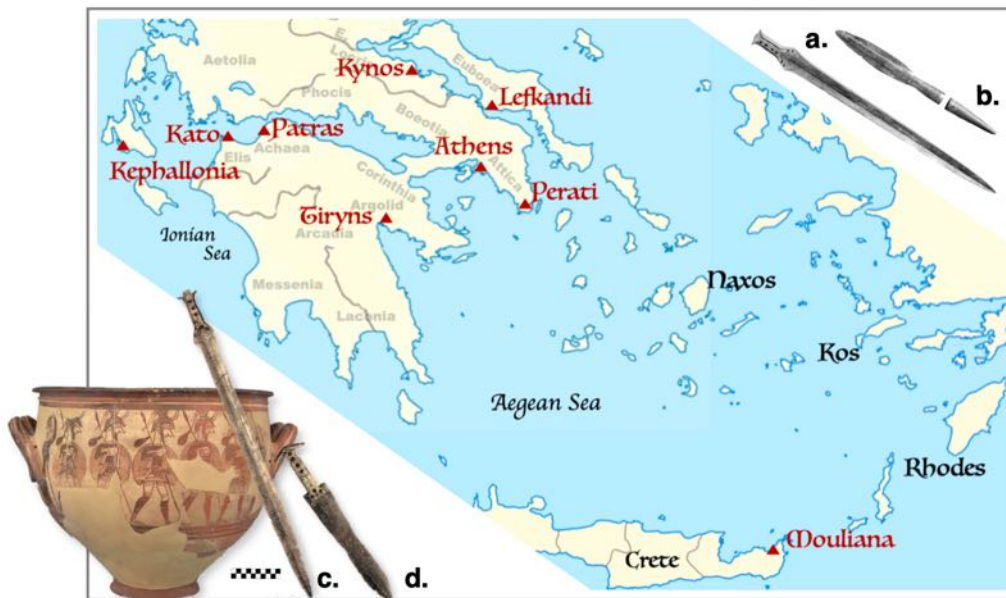 a.
b.
Aetolia
E.
Locris
Kynos
Phocis
Euboea
Lefkandi
Boeotia
Kato
Patras
Achaea
Athens
Elis
Kephallonia
Attica
Corinthia
Perati
Argolid
Tiryns
Arcadia
Ionian
Sea
Messenia
Laconia
Naxos
Kos
Aegean Sea
Rhodes
Mouliana
Crete
c.
d.